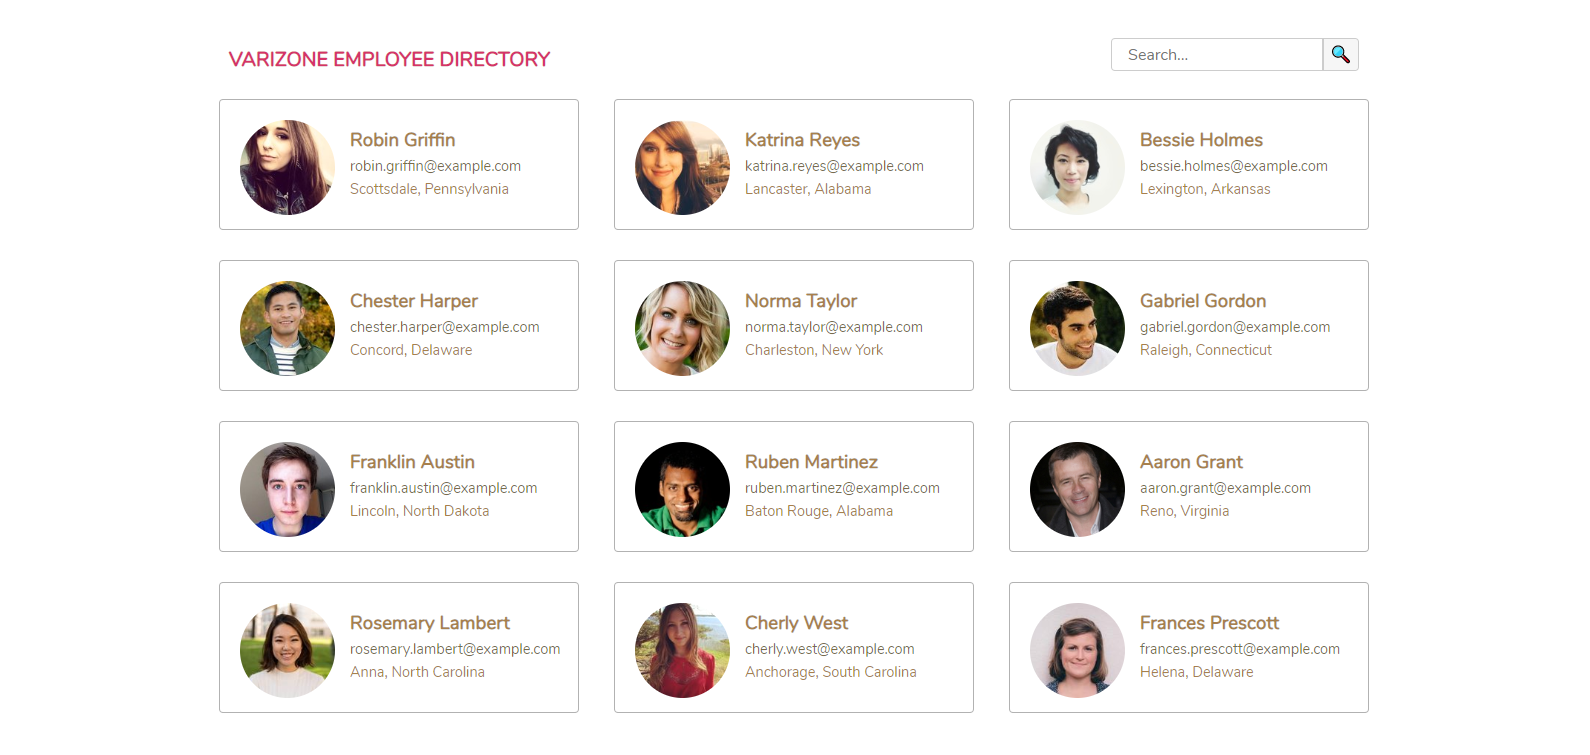 VARIZONE EMPLOYEE DIRECTORY
Search...
Robin Griffin
robin.griffin@example.com
Scottsdale, Pennsylvania
Katrina Reyes
katrina.reyes@example.com
Lancaster, Alabama
Bessie Holmes
bessie.holmes@example.com
Lexington, Arkansas
Chester Harper
chester.harper@example.com
Concord, Delaware
Norma Taylor
norma.taylor@example.com
Charleston, New York
Gabriel Gordon
gabriel.gordon@example.com
Raleigh, Connecticut
Franklin Austin
franklin.austin@example.com
Lincoln, North Dakota
Ruben Martinez
ruben.martinez@example.com
Baton Rouge, Alabama
Aaron Grant
aaron.grant@example.com
Reno, Virginia
Rosemary Lambert
rosemary.lambert@example.com
Anna, North Carolina
Cherly West
cherly.west@example.com
Anchorage, South Carolina
Frances Prescott
frances.prescott@example.com
Helena, Delaware